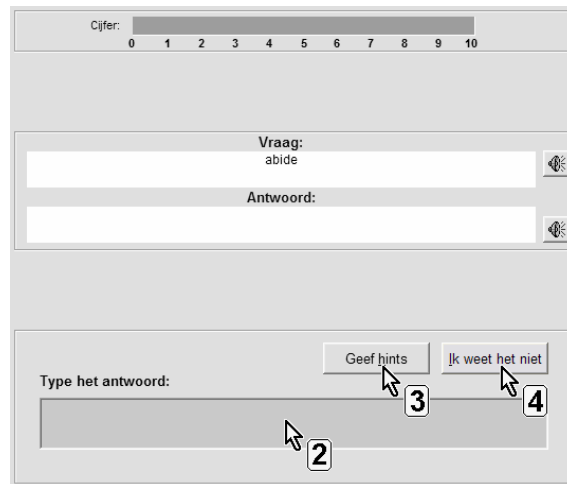 Cijfer:
0 1 2 3 4 5 6 7 8 9 10
Vraag:
abide
Antwoord:
Geef hints Ik weet het niet
3 4
Type het antwoord:
2